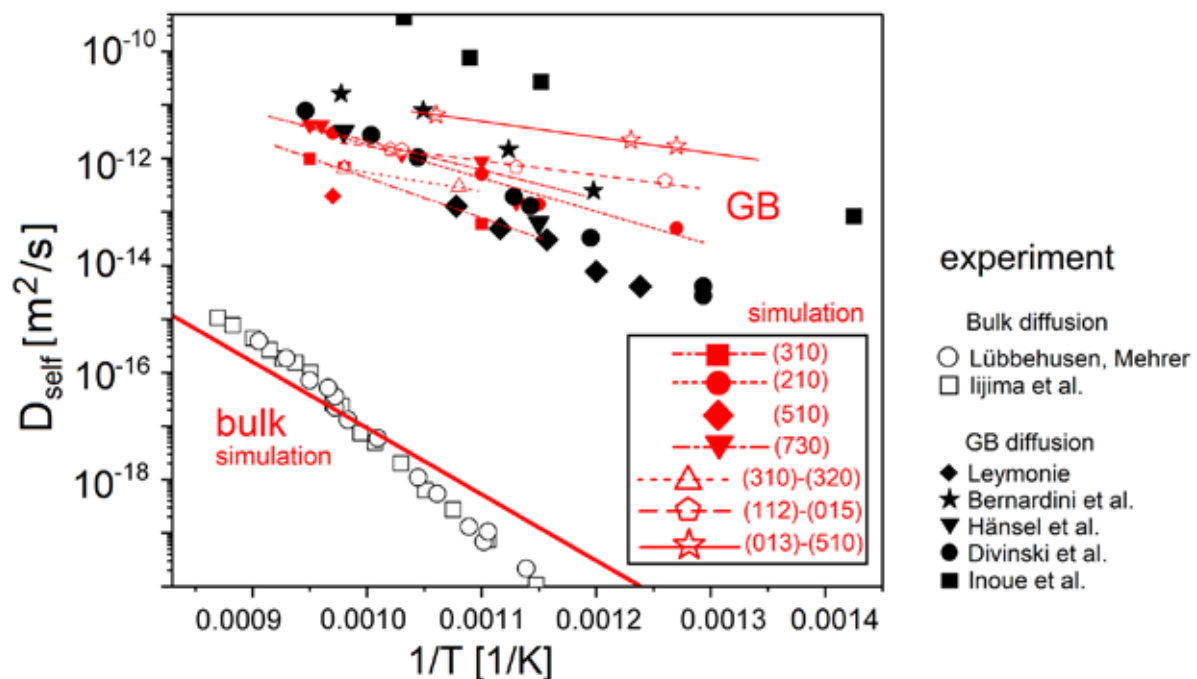 10⁻¹⁰
10⁻¹²
10⁻¹⁴
10⁻¹⁶
10⁻¹⁸
D_self [m²/s]
GB
bulk
simulation
simulation
(310)
(210)
(510)
(730)
(310)-(320)
(112)-(015)
(013)-(510)
0.0009 0.0010 0.0011 0.0012 0.0013 0.0014
1/T [1/K]
experiment
Bulk diffusion
Lübbehusen, Mehrer
Iijima et al.
GB diffusion
Leymonie
Bernardini et al.
Hänsel et al.
Divinski et al.
Inoue et al.